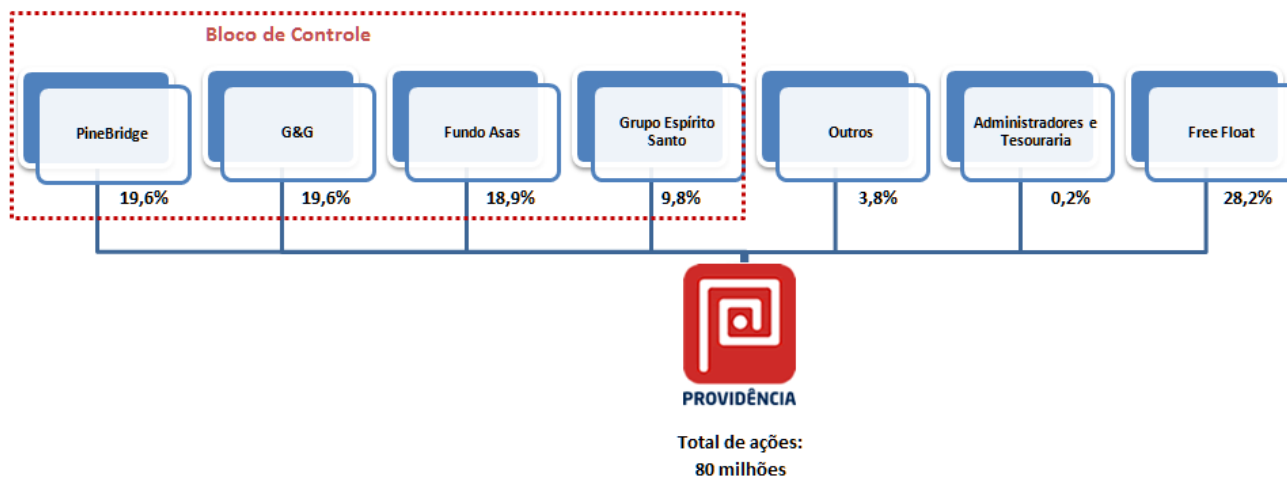 Bloco de Controle
PineBridge
G&G
Fundo Asas
Grupo Espírito
Santo
Outros
Administradores e
Tesouraria
Free Float
19,6%
19,6%
18,9%
9,8%
3,8%
0,2%
28,2%
PROVIDÊNCIA
Total de ações:
80 milhões